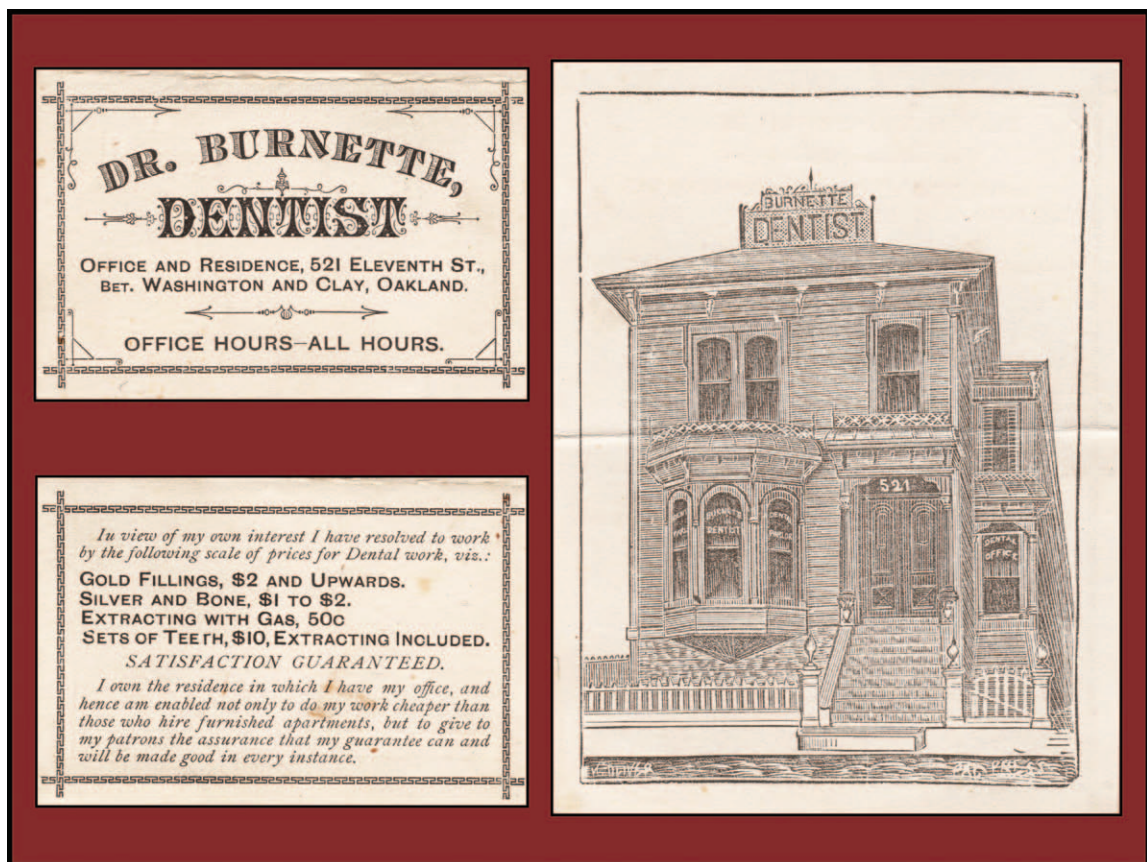 DR. BURNETTE,
DENTIST
OFFICE AND RESIDENCE, 521 ELEVENTH ST.,
BET. WASHINGTON AND CLAY, OAKLAND.
OFFICE HOURS–ALL HOURS.
In view of my own interest I have resolved to work
by the following scale of prices for Dental work, viz.:
GOLD FILLINGS, $2 AND UPWARDS.
SILVER AND BONE, $1 TO $2.
EXTRACTING WITH GAS, 50C
SETS OF TEETH, $10, EXTRACTING INCLUDED.
SATISFACTION GUARANTEED.
I own the residence in which I have my office, and
hence am enabled not only to do my work cheaper than
those who hire furnished apartments, but to give to
my patrons the assurance that my guarantee can and
will be made good in every instance.
BURNETTE
DENTIST
521
BURNETTE
DENTIST
DENTAL
DENTAL
OFFICE